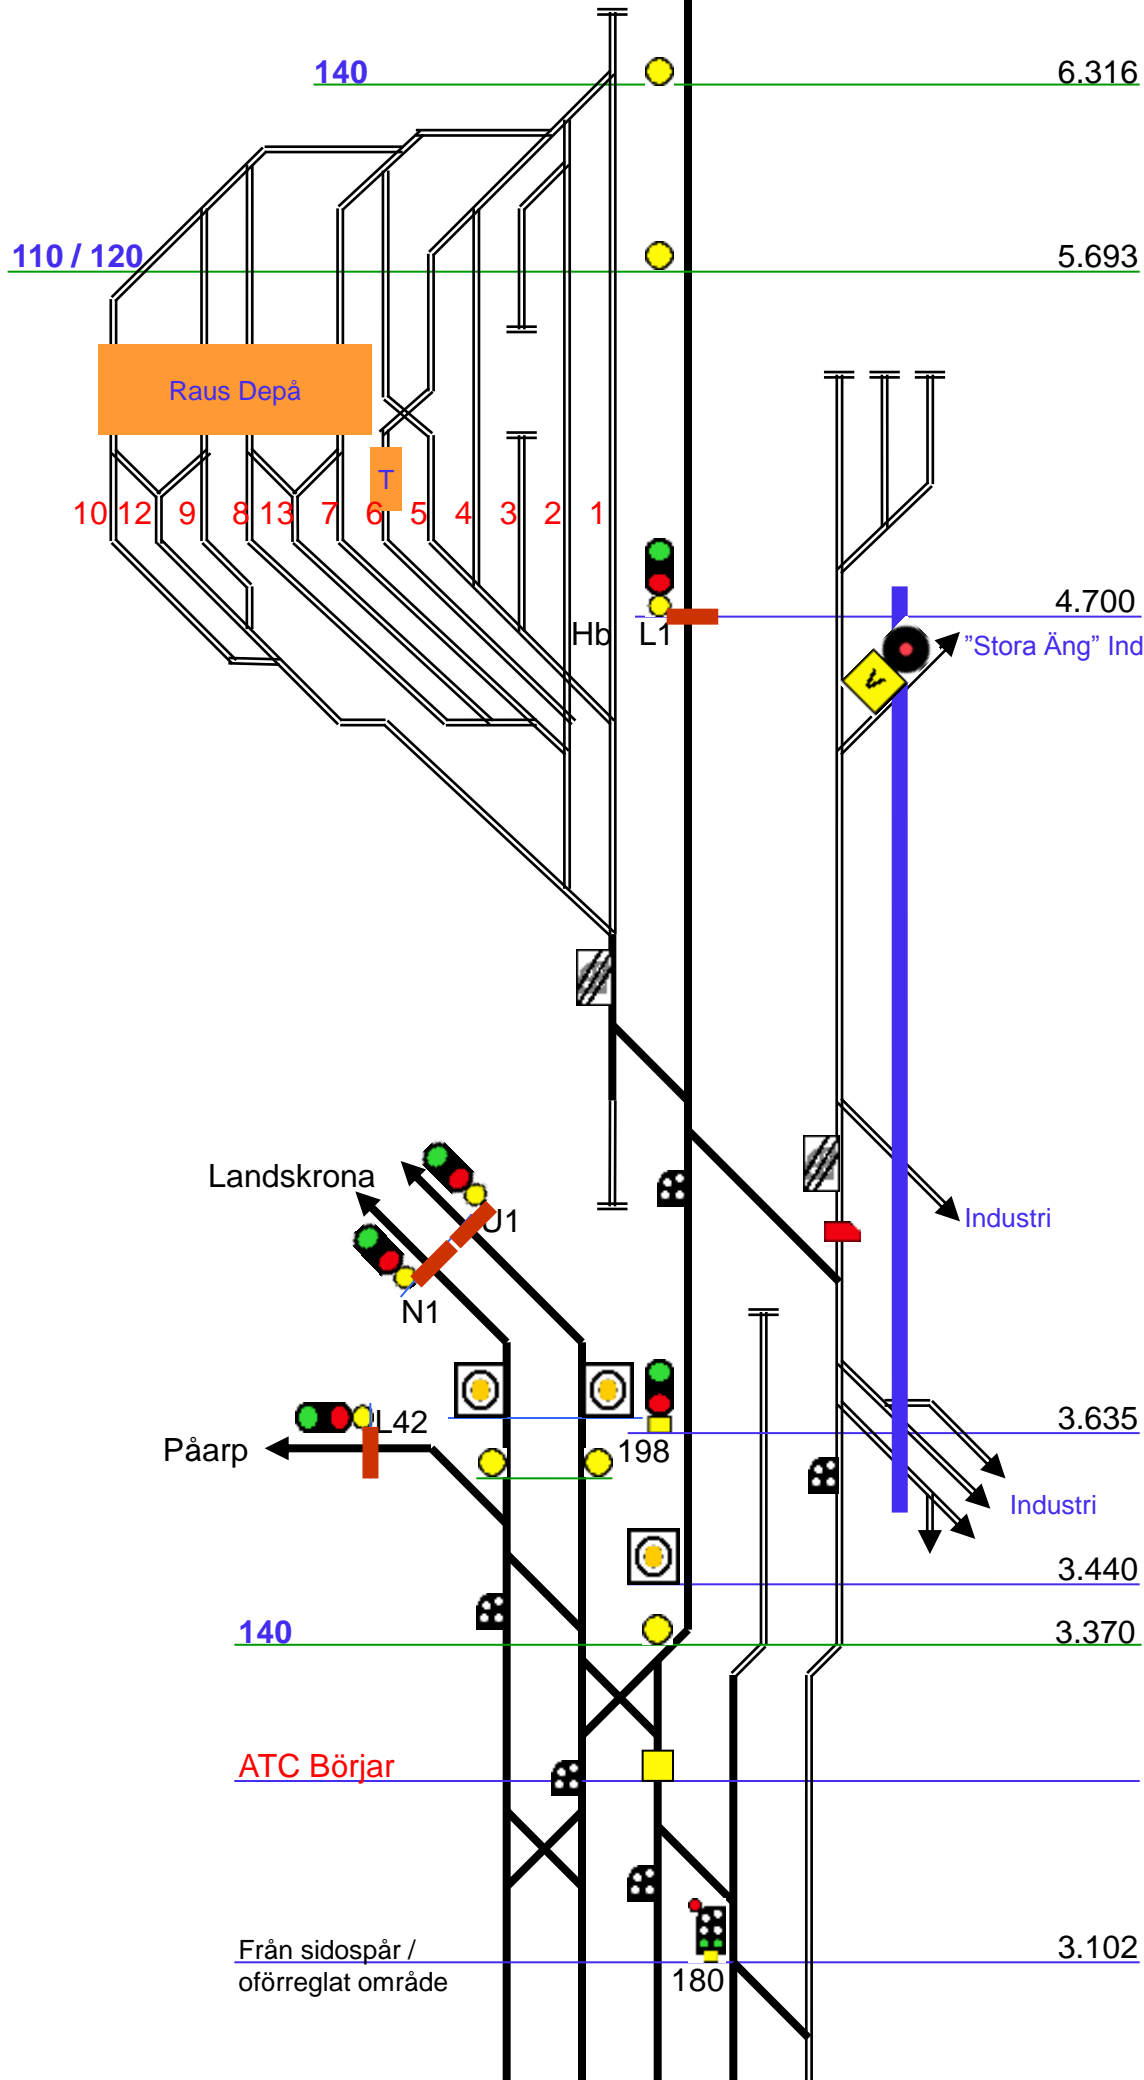 140
6.316
110 / 120
5.693
Raus Depå
T
10 12 9 8 13 7 6 5 4 3 2 1
4.700
Hb L1
"Stora Äng" Ind
V
Landskrona
U1
Industri
N1
L42
3.635
Påarp
198
Industri
3.440
140
3.370
ATC Börjar
Från sidospår /
oförreglat område
3.102
180